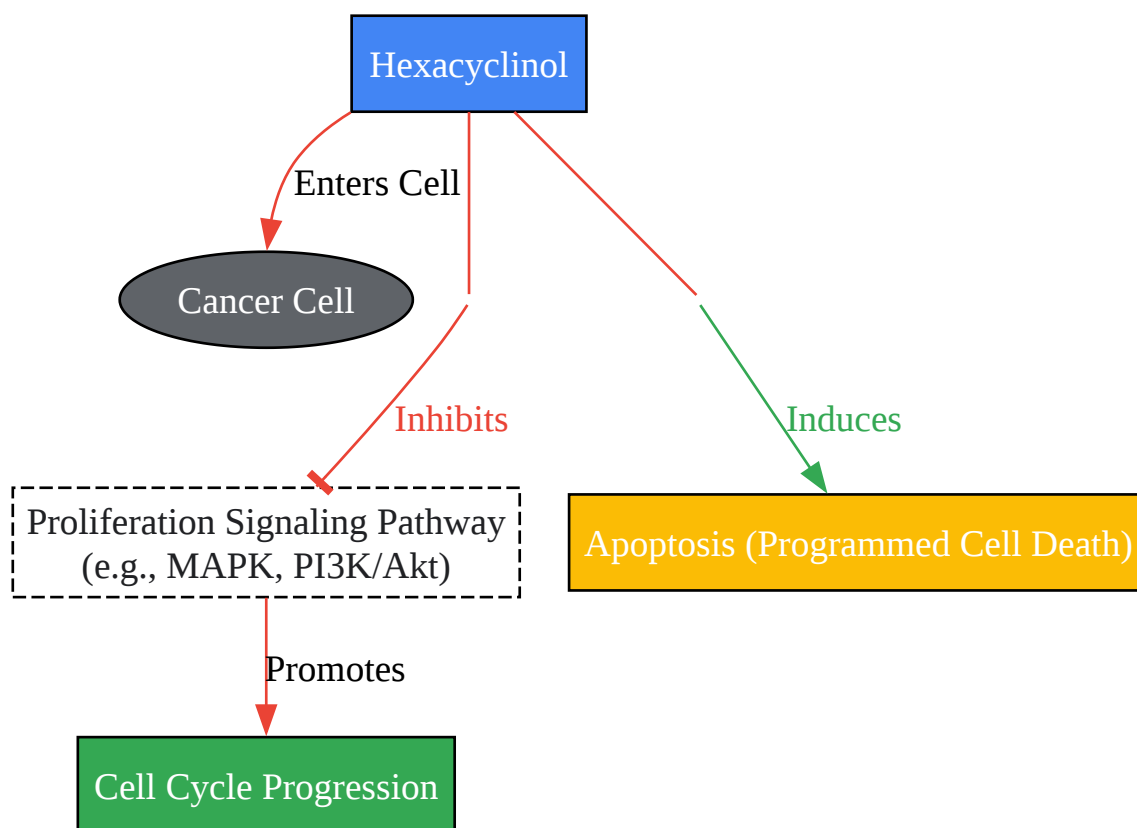 Hexacyclinol
Enters Cell
Cancer Cell
Inhibits
Induces
Proliferation Signaling Pathway
(e.g., MAPK, PI3K/Akt)
Apoptosis (Programmed Cell Death)
Promotes
Cell Cycle Progression